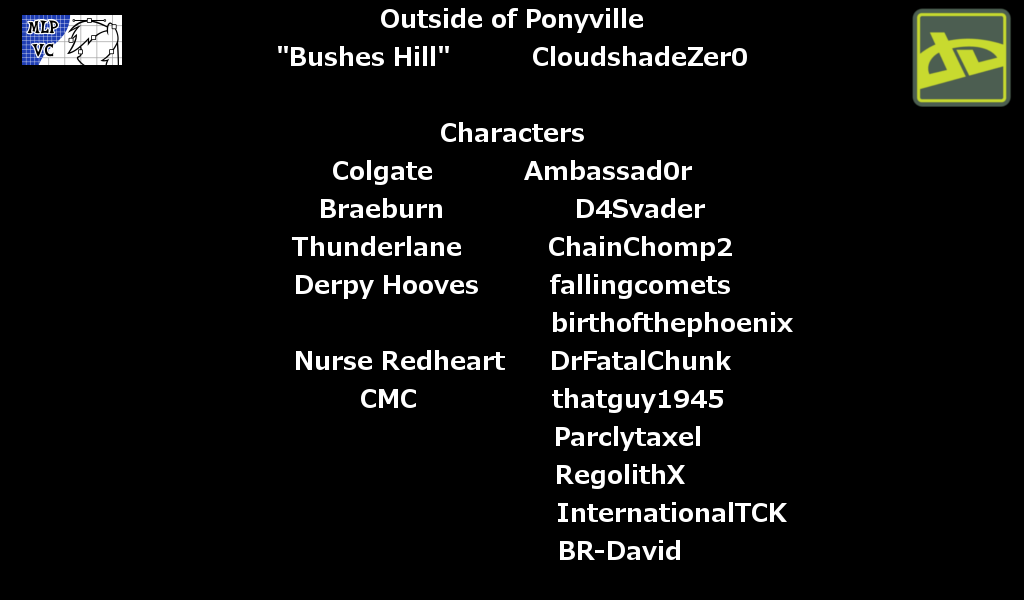 MLP
VC
Outside of Ponyville
"Bushes Hill" CloudshadeZer0
Characters
Colgate Ambassad0r
Braeburn D4Svader
Thunderlane ChainChomp2
Derpy Hooves fallingcomets
birthofthephoenix
Nurse Redheart DrFatalChunk
CMC thatguy1945
Parclytaxel
RegolithX
InternationalTCK
BR-David